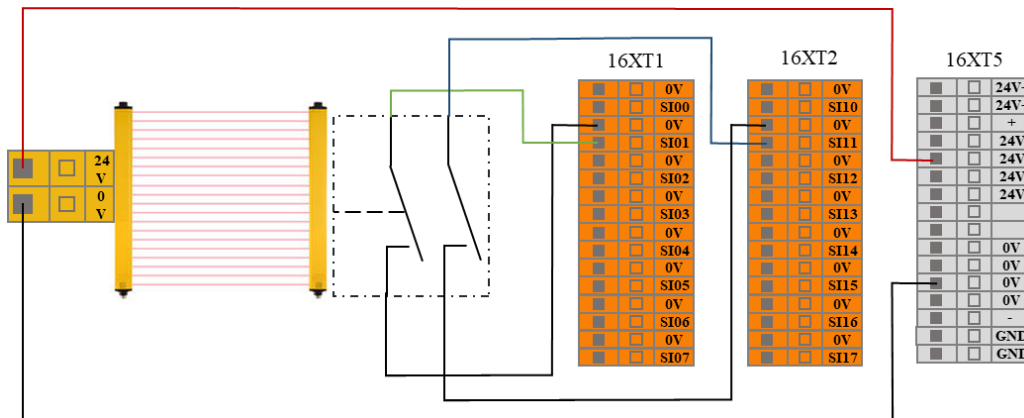 16XT1
16XT2
16XT5
24
V
0
V
0V
SI00
0V
SI01
0V
SI02
0V
SI03
0V
SI04
0V
SI05
0V
SI06
0V
SI07
0V
SI10
0V
SI11
0V
SI12
0V
SI13
0V
SI14
0V
SI15
0V
SI16
0V
SI17
24V+
24V+
+
24V
24V
24V
24V
0V
0V
0V
0V
-
GND
GND